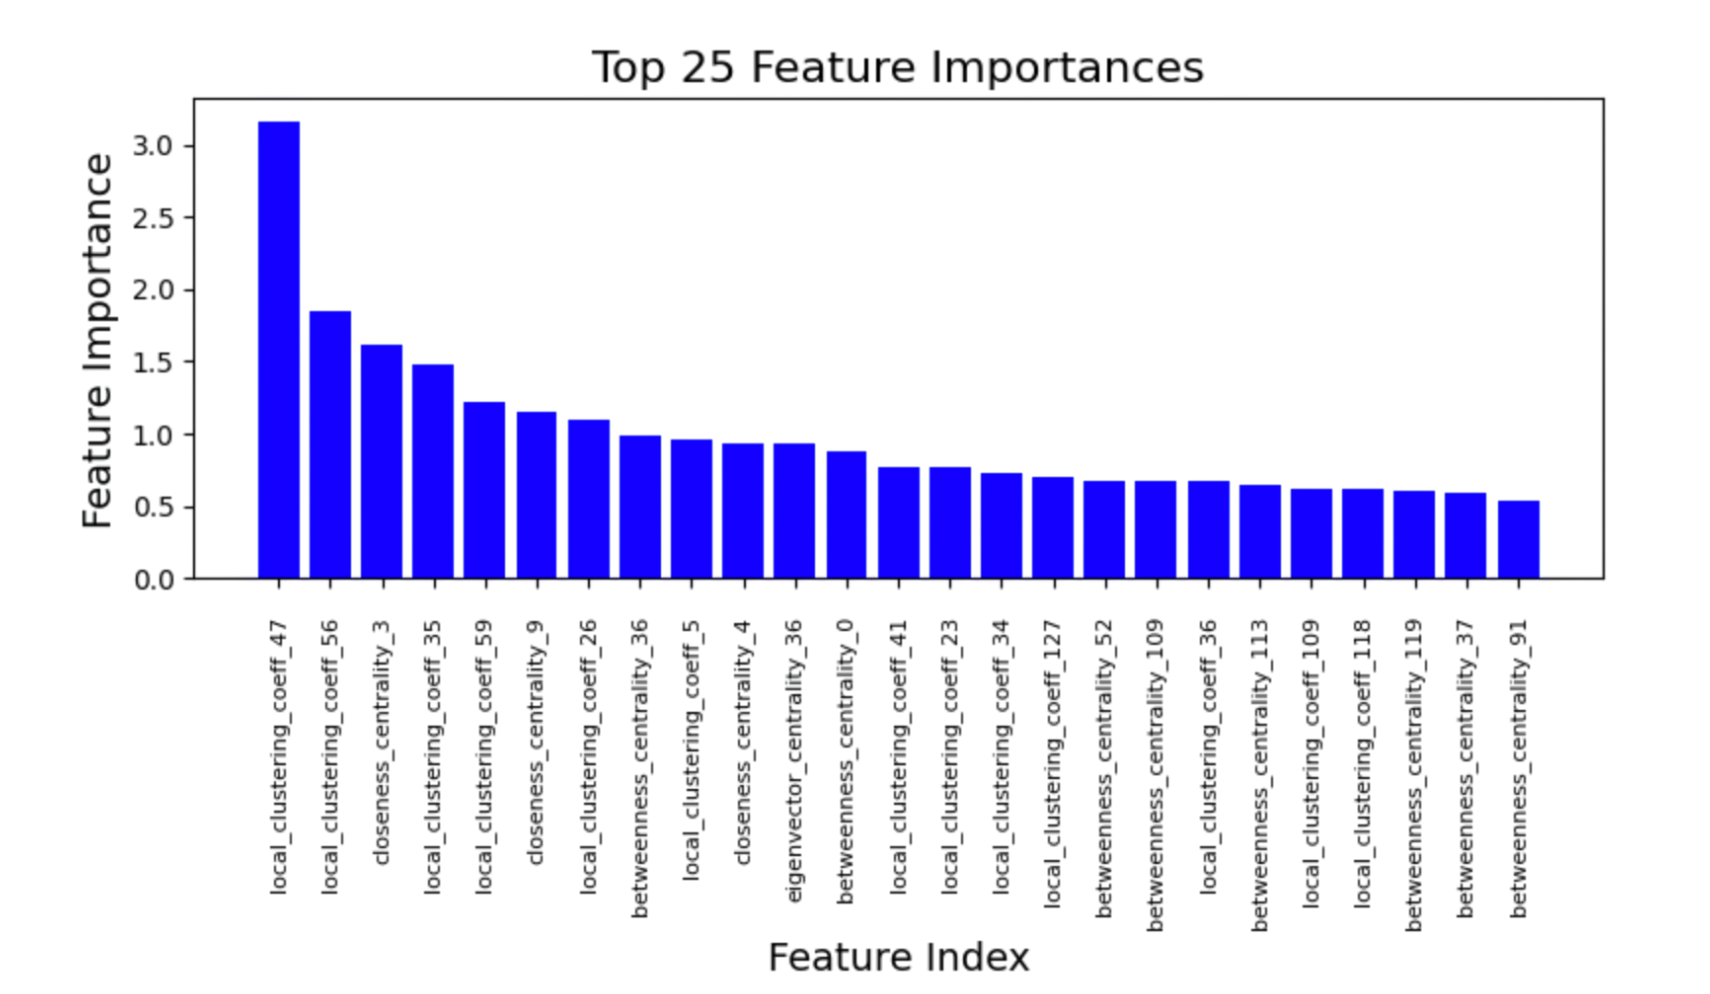 Top 25 Feature Importances
Feature Importance
3.0
2.5
2.0
1.5
1.0
0.5
0.0
local_clustering_coeff_47
local_clustering_coeff_56
closeness_centrality_3
local_clustering_coeff_35
local_clustering_coeff_59
closeness_centrality_9
local_clustering_coeff_26
betweenness_centrality_36
local_clustering_coeff_5
closeness_centrality_4
eigenvector_centrality_36
betweenness_centrality_0
local_clustering_coeff_41
local_clustering_coeff_23
local_clustering_coeff_34
local_clustering_coeff_127
betweenness_centrality_52
betweenness_centrality_109
local_clustering_coeff_36
betweenness_centrality_113
local_clustering_coeff_109
local_clustering_coeff_118
betweenness_centrality_119
betweenness_centrality_37
betweenness_centrality_91
Feature Index